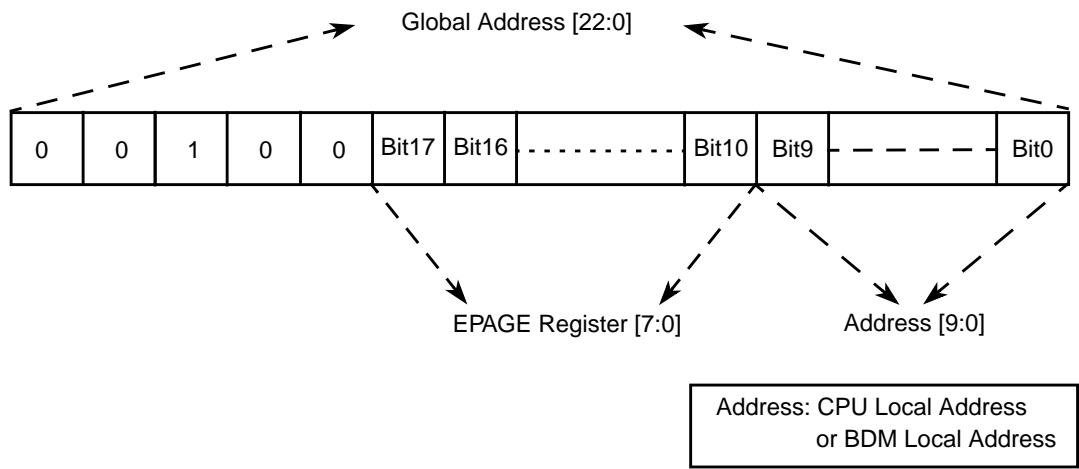 Global Address [22:0]
0 0 1 0 0 Bit17 Bit16 Bit10 Bit9 Bit0
EPAGE Register [7:0] Address [9:0]
Address: CPU Local Address
or BDM Local Address